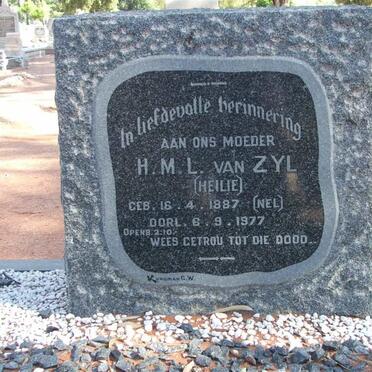 In liefdevolle herinnering
AAN ONS MOEDER
H.M.L. VAN ZYL
(HEILIE)
GEB. 16-4-1887 (NEL)
OORL. 6-9-1977
OPENB. 2:10.
WEES GETROU TOT DIE DOOD...